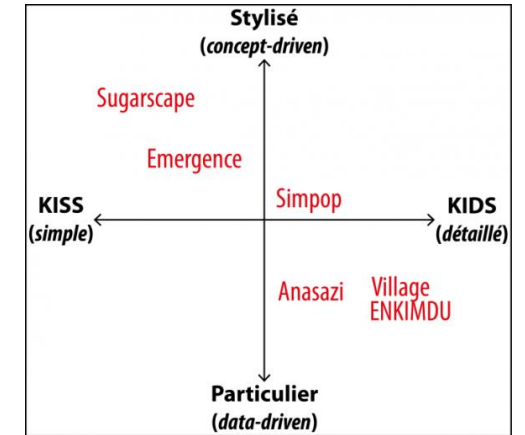 Stylisé
(concept-driven)
Sugarscape
Emergence
Simpop
KISS
(simple)
KIDS
(détaillé)
Anasazi
Village
ENKIMDU
Particulier
(data-driven)